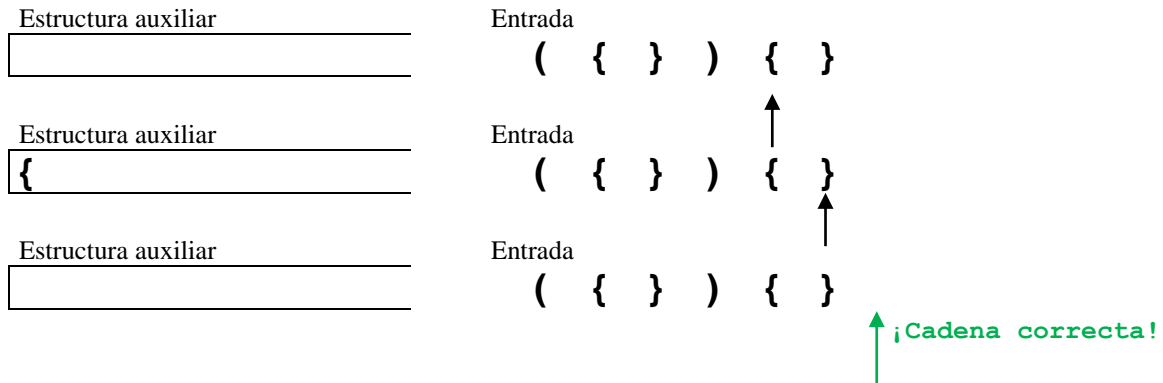 Estructura auxiliar Entrada
( { } ) { }
Estructura auxiliar Entrada
{ ( { } ) { }
Estructura auxiliar Entrada
( { } ) { }
¡Cadena correcta!